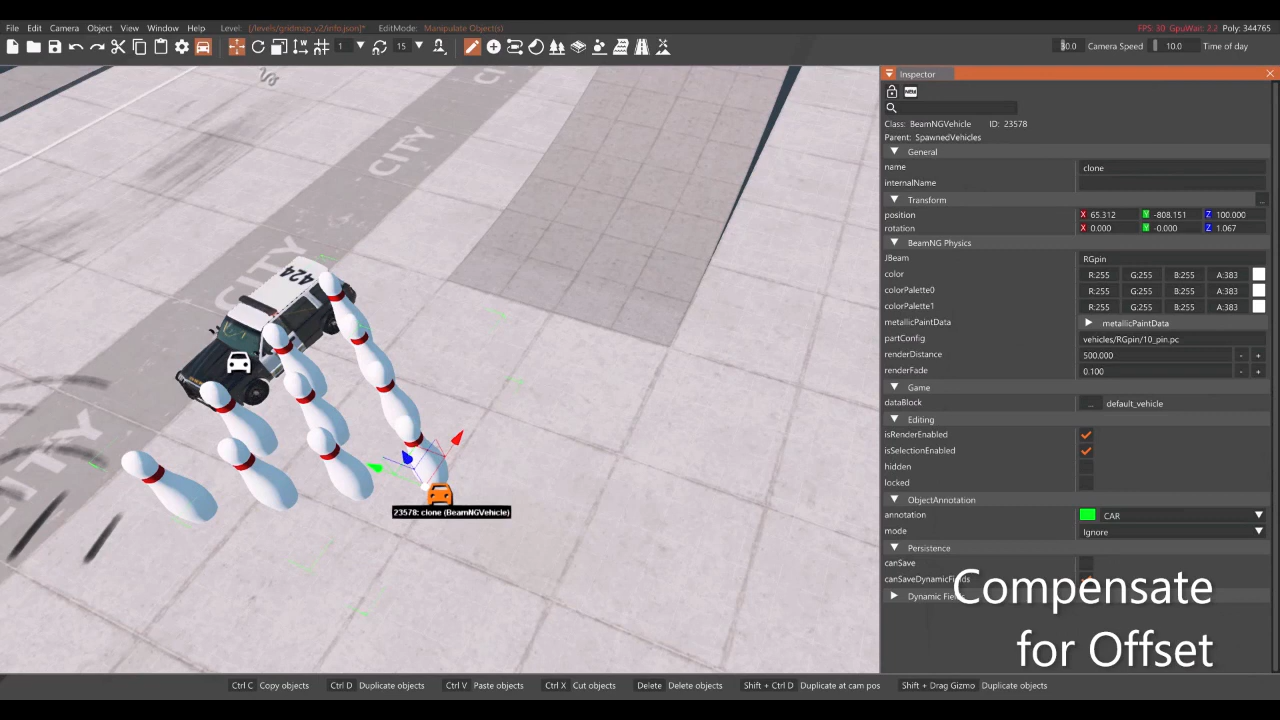 File Edit Camera Object View Window Help Level: [/levels/gridmap_v2/info.json]* EditMode: Manipulate Object(s) FPS: 30 GpuWait: 2.2 Poly: 344765
1 15 30.0 Camera Speed 10.0 Time of day
Inspector
Class: BeamNGVehicle ID: 23578
Parent: SpawnedVehicles
General
name clone
internalName
Transform ...
position X 65.312 Y -808.151 Z 100.000
rotation X 0.000 Y -0.000 Z 1.067
BeamNG Physics
JBeam RGpin
color R:255 G:255 B:255 A:383
colorPalette0 R:255 G:255 B:255 A:383
colorPalette1 R:255 G:255 B:255 A:383
metallicPaintData metallicPaintData
partConfig vehicles/RGpin/10_pin.pc
renderDistance 500.000 - +
renderFade 0.100 - +
Game
dataBlock ... default_vehicle
Editing
isRenderEnabled
isSelectionEnabled
hidden
locked
ObjectAnnotation
annotation CAR
mode Ignore
Persistence
canSave
canSaveDynamicFields
Dynamic Fields
CITY
CITY
CITY
CITY
424
23578: clone (BeamNGVehicle)
Compensate
for Offset
Ctrl C Copy objects Ctrl D Duplicate objects Ctrl V Paste objects Ctrl X Cut objects Delete Delete objects Shift + Ctrl D Duplicate at cam pos Shift + Drag Gizmo Duplicate objects